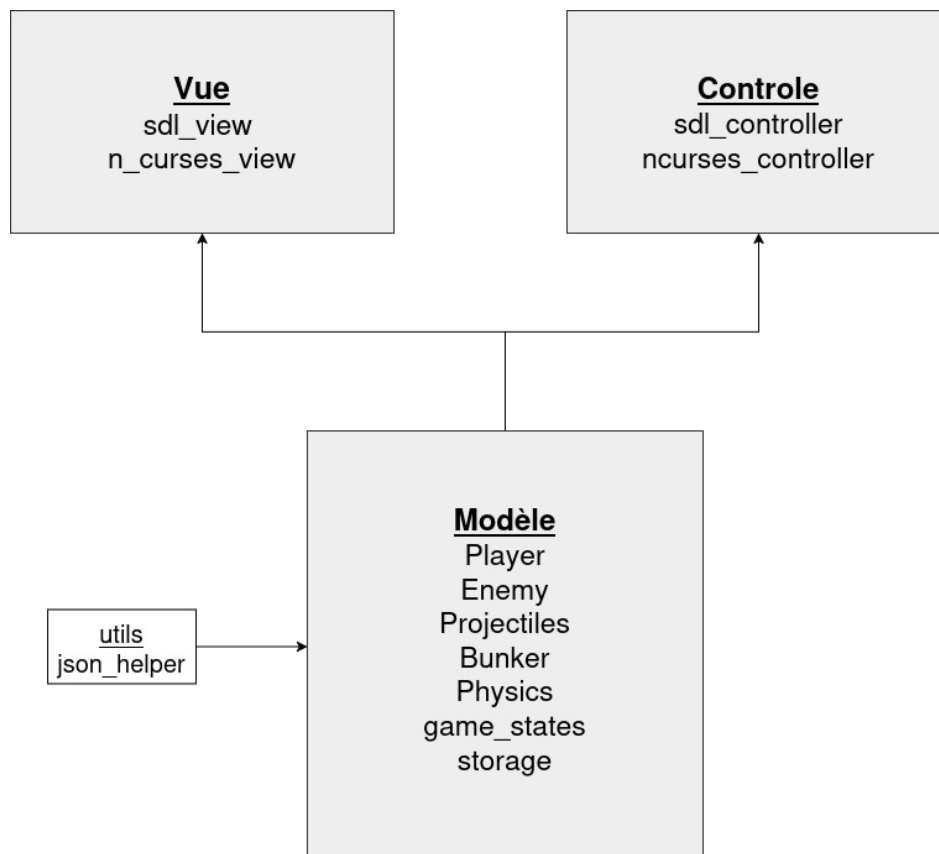 Vue
sdl_view
n_curses_view
Controle
sdl_controller
ncurses_controller
Modèle
Player
Enemy
Projectiles
Bunker
Physics
game_states
storage
utils
json_helper